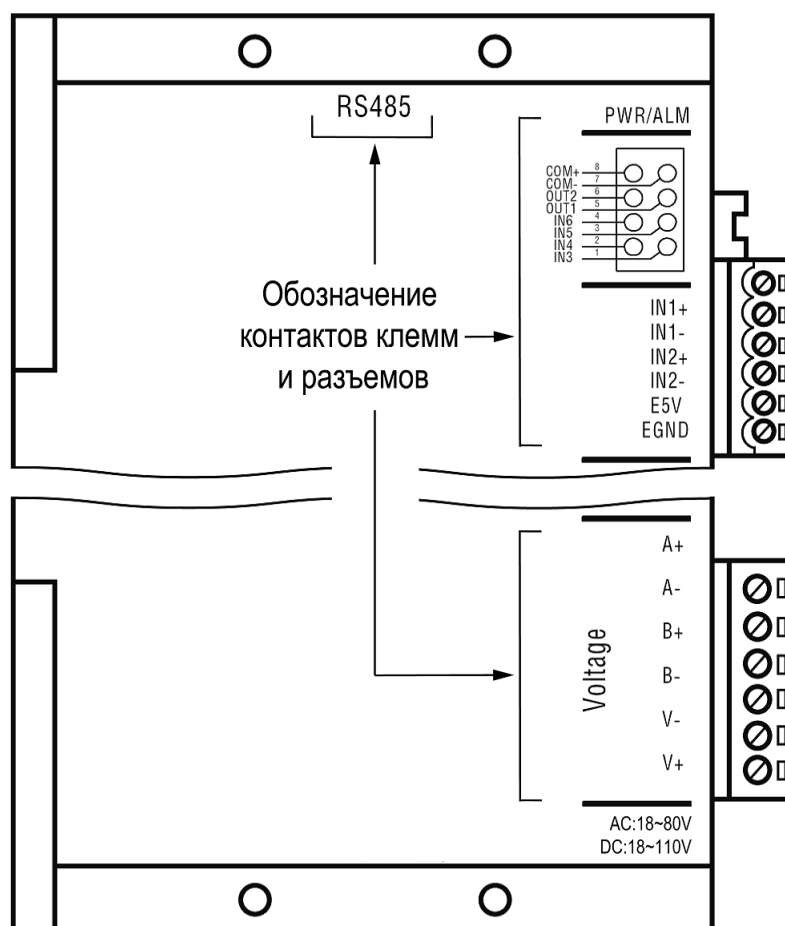 RS485
PWR/ALM
COM+ 8
COM- 7
OUT2 6
OUT1 5
IN6 4
IN5 3
IN4 2
IN3 1
Обозначение
контактов клемм
и разъемов
IN1+
IN1-
IN2+
IN2-
E5V
EGND
Voltage
A+
A-
B+
B-
V-
V+
AC:18~80V
DC:18~110V